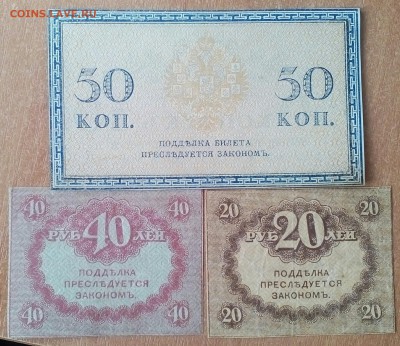 COINS.LAVE.RU
50 50
КОП. КОП.
ПОДДѢЛКА БИЛЕТА
ПРЕСЛѢДУЕТСЯ ЗАКОНОМЪ.
40 40
РУБ 40 ЛЕЙ
ПОДДѢЛКА
ПРЕСЛѢДУЕТСЯ
ЗАКОНОМЪ.
40 40
20 20
РУБ 20 ЛЕЙ
ПОДДѢЛКА
ПРЕСЛѢДУЕТСЯ
ЗАКОНОМЪ.
20 20